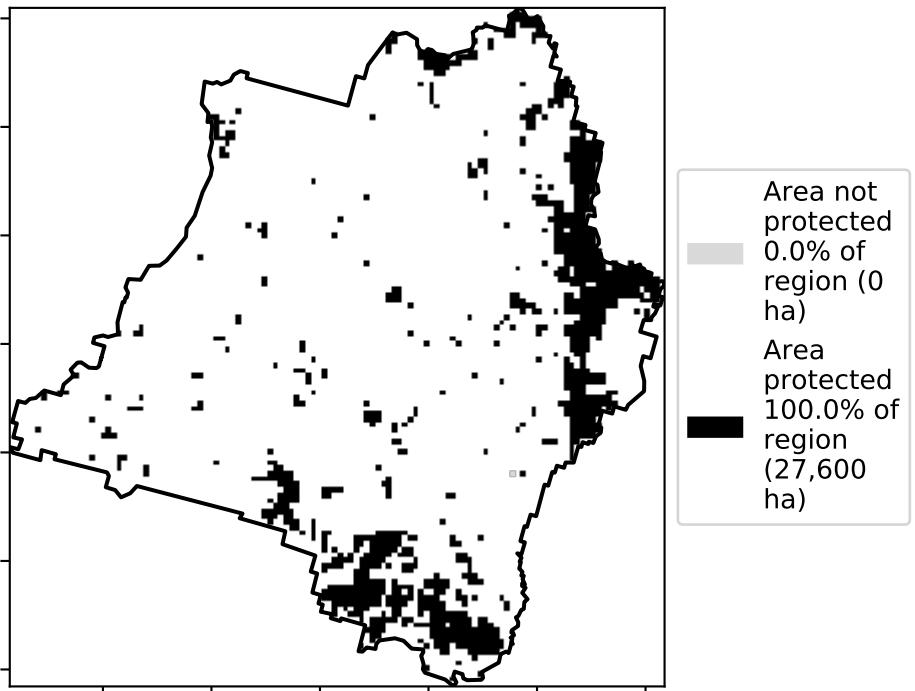 Area not
protected
0.0% of
region (0
ha)
Area
protected
100.0% of
region
(27,600
ha)